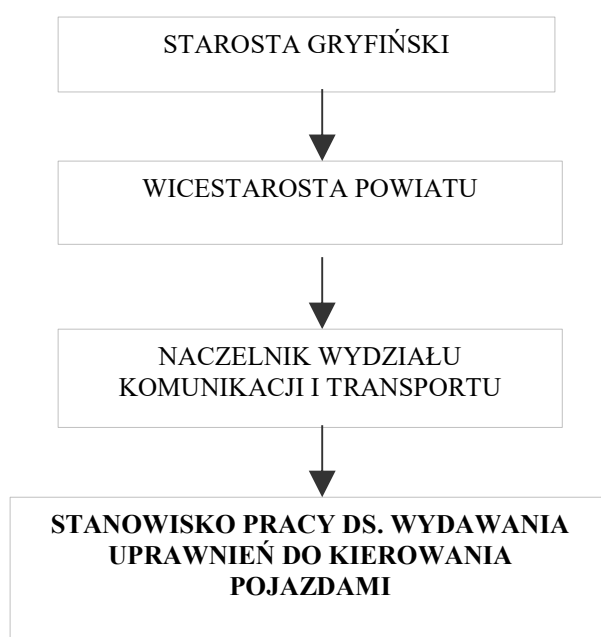 STAROSTA GRYFIŃSKI
WICESTAROSTA POWIATU
NACZELNIK WYDZIAŁU
KOMUNIKACJI I TRANSPORTU
STANOWISKO PRACY DS. WYDAWANIA
UPRAWNIEŃ DO KIEROWANIA
POJAZDAMI